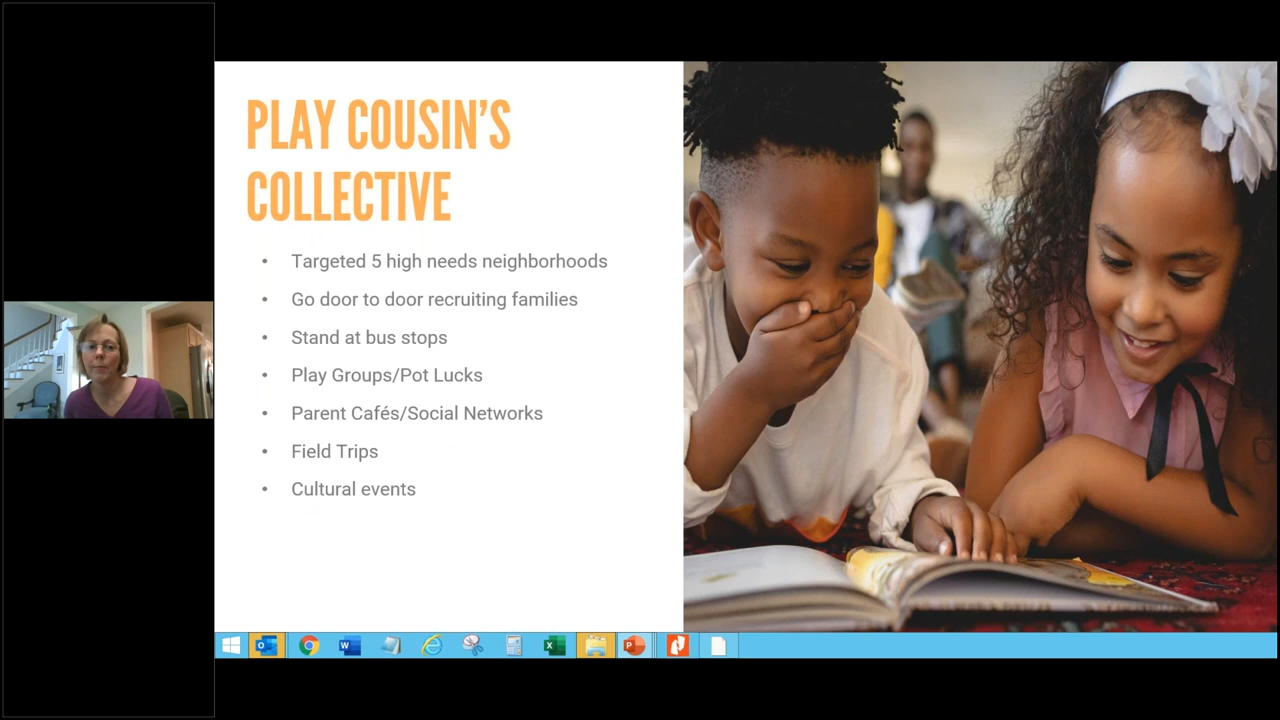 PLAY COUSIN’S
COLLECTIVE
• Targeted 5 high needs neighborhoods
• Go door to door recruiting families
• Stand at bus stops
• Play Groups/Pot Lucks
• Parent Cafés/Social Networks
• Field Trips
• Cultural events